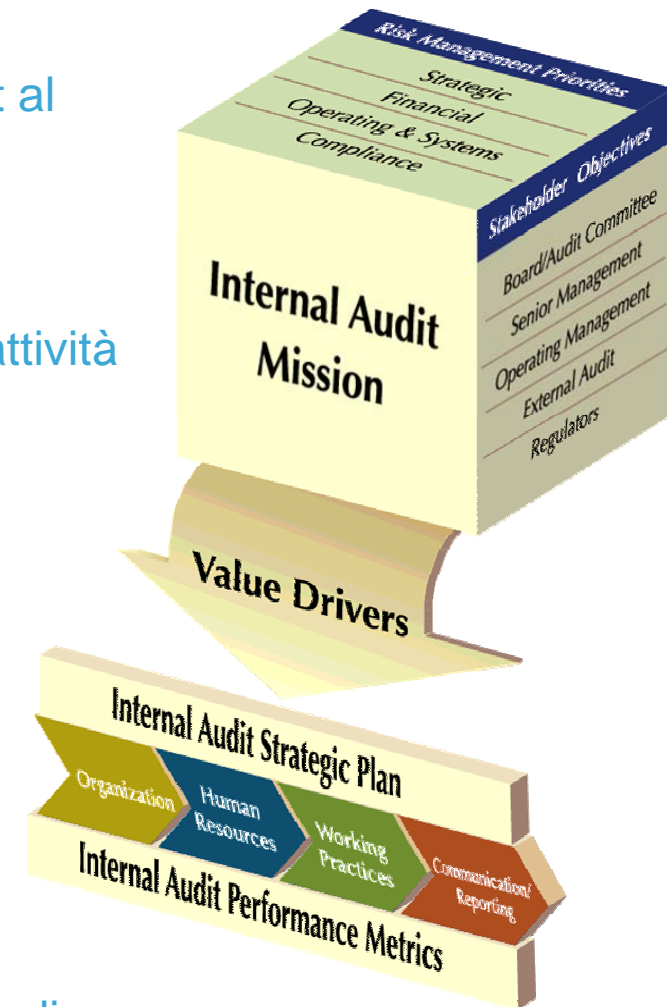 al
attività
Risk Management Priorities
Strategic
Financial
Operating & Systems
Compliance
Stakeholder Objectives
Board/Audit Committee
Senior Management
Operating Management
External Audit
Regulators
Internal Audit
Mission
Value Drivers
Internal Audit Strategic Plan
Organization
Human
Resources
Working
Practices
Communication/
Reporting
Internal Audit Performance Metrics